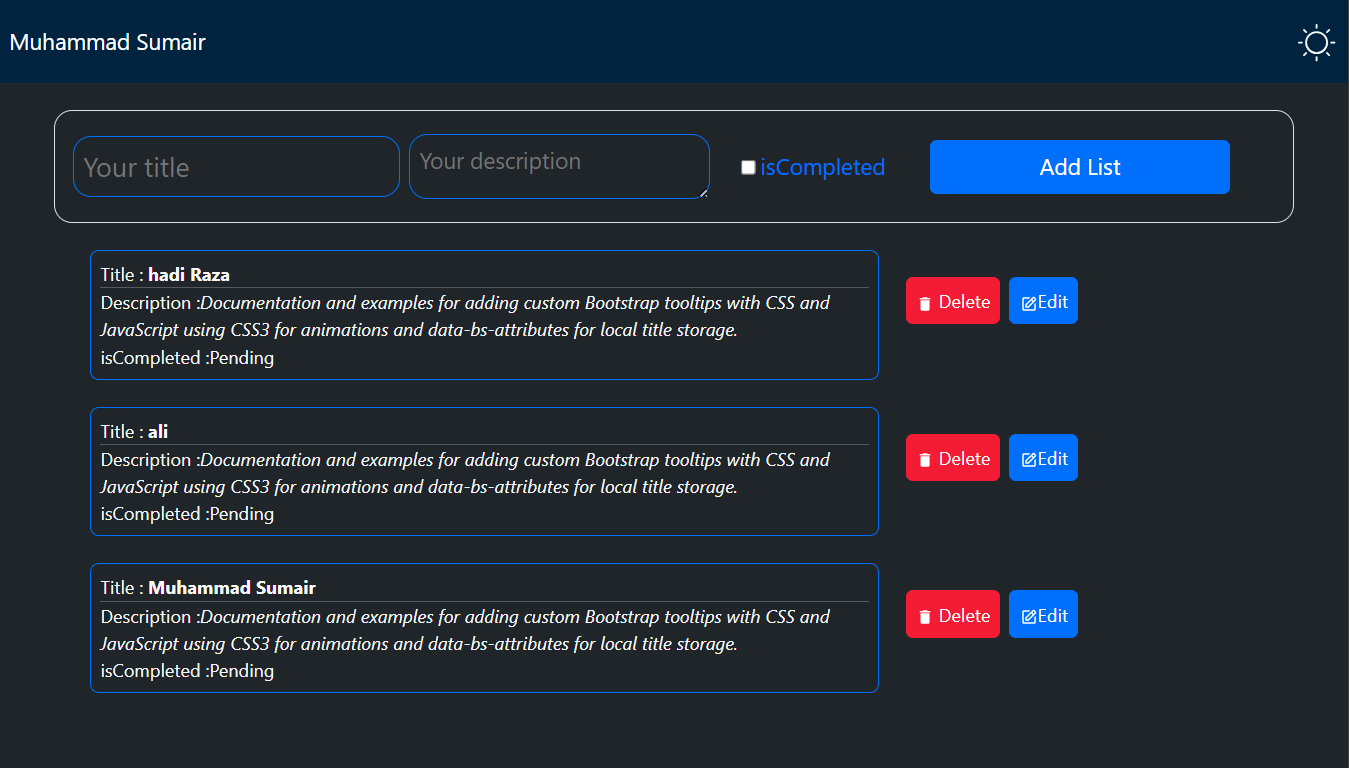 Muhammad Sumair
Your title
Your description
isCompleted
Add List
Title : hadi Raza
Description :Documentation and examples for adding custom Bootstrap tooltips with CSS and
JavaScript using CSS3 for animations and data-bs-attributes for local title storage.
isCompleted :Pending
Delete
Edit
Title : ali
Description :Documentation and examples for adding custom Bootstrap tooltips with CSS and
JavaScript using CSS3 for animations and data-bs-attributes for local title storage.
isCompleted :Pending
Delete
Edit
Title : Muhammad Sumair
Description :Documentation and examples for adding custom Bootstrap tooltips with CSS and
JavaScript using CSS3 for animations and data-bs-attributes for local title storage.
isCompleted :Pending
Delete
Edit